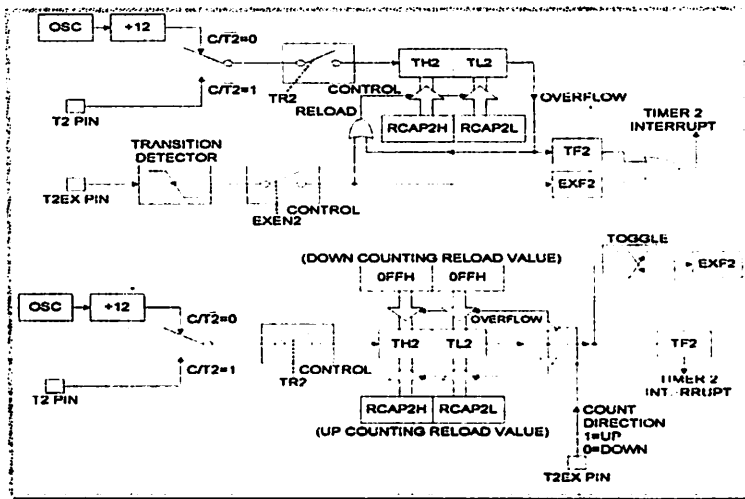 OSC
÷12
C/T2=0
C/T2=1
T2 PIN
TR2
CONTROL
TH2 TL2
RELOAD
OVERFLOW
RCAP2H RCAP2L
TIMER 2
INTERRUPT
TRANSITION
DETECTOR
TF2
T2EX PIN
EXEN2
CONTROL
EXF2
TOGGLE
(DOWN COUNTING RELOAD VALUE)
0FFH 0FFH
EXF2
OSC
÷12
C/T2=0
OVERFLOW
TH2 TL2
TF2
C/T2=1
CONTROL
TR2
T2 PIN
TIMER 2
INTERRUPT
RCAP2H RCAP2L
(UP COUNTING RELOAD VALUE)
COUNT
DIRECTION
1=UP
0=DOWN
T2EX PIN